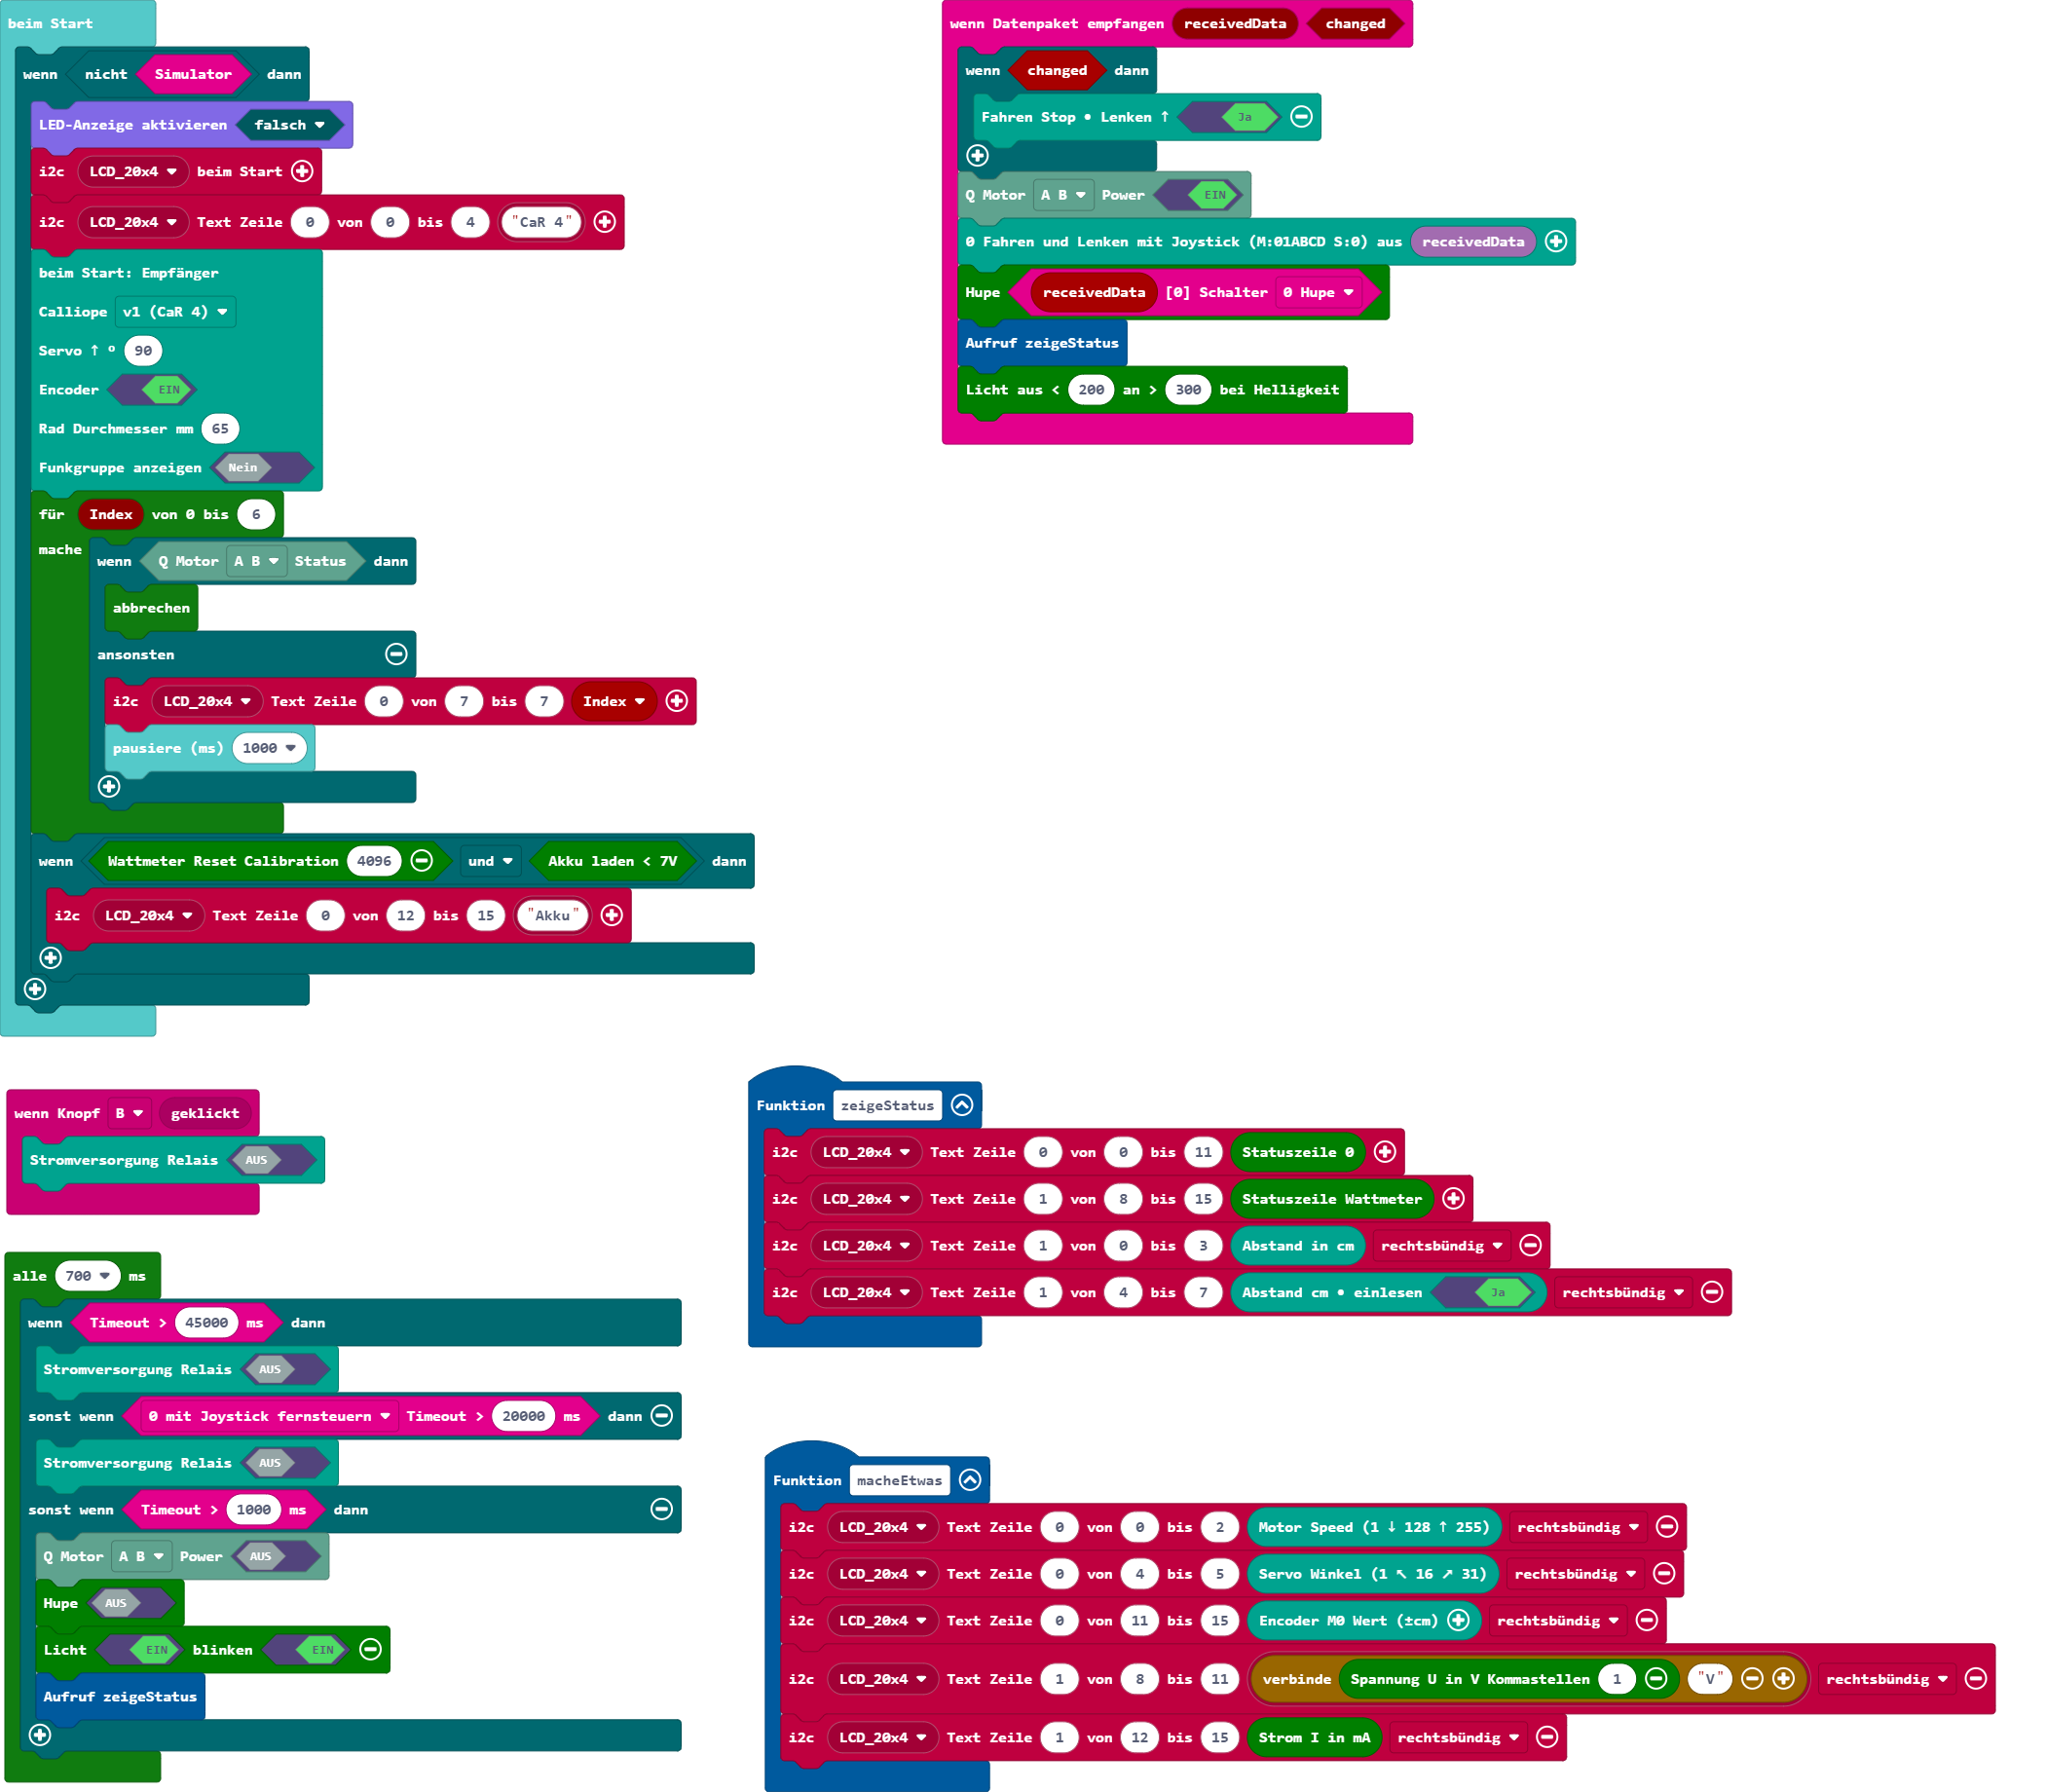 beim Start
wenn nicht Simulator dann
LED-Anzeige aktivieren falsch
i2c LCD_20x4 beim Start
i2c LCD_20x4 Text Zeile 0 von 0 bis 4 "CaR 4"
beim Start: Empfänger
Calliope v1 (CaR 4)
Servo ↑ ° 90
Encoder EIN
Rad Durchmesser mm 65
Funkgruppe anzeigen Nein
für Index von 0 bis 6
mache
wenn Q Motor A B Status dann
abbrechen
ansonsten
i2c LCD_20x4 Text Zeile 0 von 7 bis 7 Index
pausiere (ms) 1000
wenn Wattmeter Reset Calibration 4096 und Akku laden < 7V dann
i2c LCD_20x4 Text Zeile 0 von 12 bis 15 "Akku"
wenn Datenpaket empfangen receivedData changed
wenn changed dann
Fahren Stop • Lenken ↑ Ja
Q Motor A B Power EIN
0 Fahren und Lenken mit Joystick (M:01ABCD S:0) aus receivedData
Hupe receivedData [0] Schalter 0 Hupe
Aufruf zeigeStatus
Licht aus < 200 an > 300 bei Helligkeit
wenn Knopf B geklickt
Stromversorgung Relais AUS
alle 700 ms
wenn Timeout > 45000 ms dann
Stromversorgung Relais AUS
sonst wenn 0 mit Joystick fernsteuern Timeout > 20000 ms dann
Stromversorgung Relais AUS
sonst wenn Timeout > 1000 ms dann
Q Motor A B Power AUS
Hupe AUS
Licht EIN blinken EIN
Aufruf zeigeStatus
Funktion zeigeStatus
i2c LCD_20x4 Text Zeile 0 von 0 bis 11 Statuszeile 0
i2c LCD_20x4 Text Zeile 1 von 8 bis 15 Statuszeile Wattmeter
i2c LCD_20x4 Text Zeile 1 von 0 bis 3 Abstand in cm rechtsbündig
i2c LCD_20x4 Text Zeile 1 von 4 bis 7 Abstand cm • einlesen Ja rechtsbündig
Funktion macheEtwas
i2c LCD_20x4 Text Zeile 0 von 0 bis 2 Motor Speed (1 ↓ 128 ↑ 255) rechtsbündig
i2c LCD_20x4 Text Zeile 0 von 4 bis 5 Servo Winkel (1 ↖ 16 ↗ 31) rechtsbündig
i2c LCD_20x4 Text Zeile 0 von 11 bis 15 Encoder M0 Wert (±cm) rechtsbündig
i2c LCD_20x4 Text Zeile 1 von 8 bis 11 verbinde Spannung U in V Kommastellen 1 "V" rechtsbündig
i2c LCD_20x4 Text Zeile 1 von 12 bis 15 Strom I in mA rechtsbündig